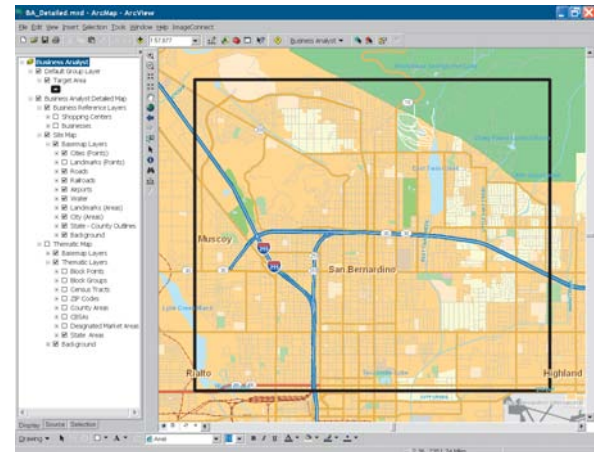 BA_Detailed.mxd - ArcMap - ArcView
File Edit View Insert Selection Tools Window Help ImageConnect
Business Analyst
Business Analyst
Default Group Layer
Target Area
Business Analyst Detailed Map
Business Reference Layers
Shopping Centers
Businesses
Site Map
Basemap Layers
Cities (Points)
Landmarks (Points)
Roads
Railroads
Airports
Water
Landmarks (Areas)
City (Areas)
State - County Outlines
Background
Thematic Map
Basemap Layers
Thematic Layers
Block Points
Block Groups
Census Tracts
ZIP Codes
County Areas
CBSAs
Designated Market Areas
State Areas
Background
Display Source Selection
Muscoy
San Bernardino
Rialto
Highland
Drawing
A
Arial
B I U A